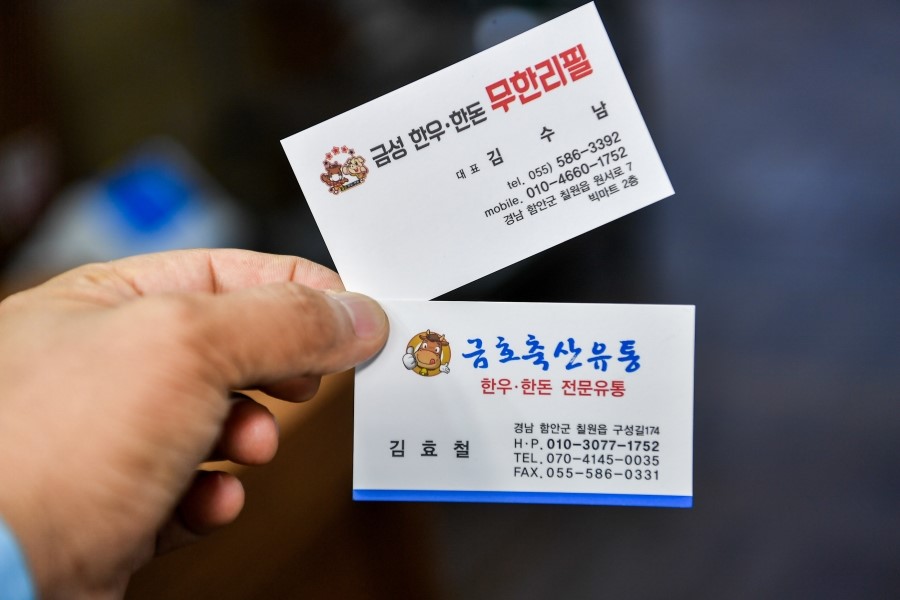 금성 한우·한돈 무한리필
대표 김 수 남
tel. 055) 586-3392
mobile. 010-4660-1752
경남 함안군 칠원읍 원서로 7
빅마트 2층
금호축산유통
한우·한돈 전문유통
김 효 철
경남 함안군 칠원읍 구성길174
H·P. 010-3077-1752
TEL. 070-4145-0035
FAX. 055-586-0331